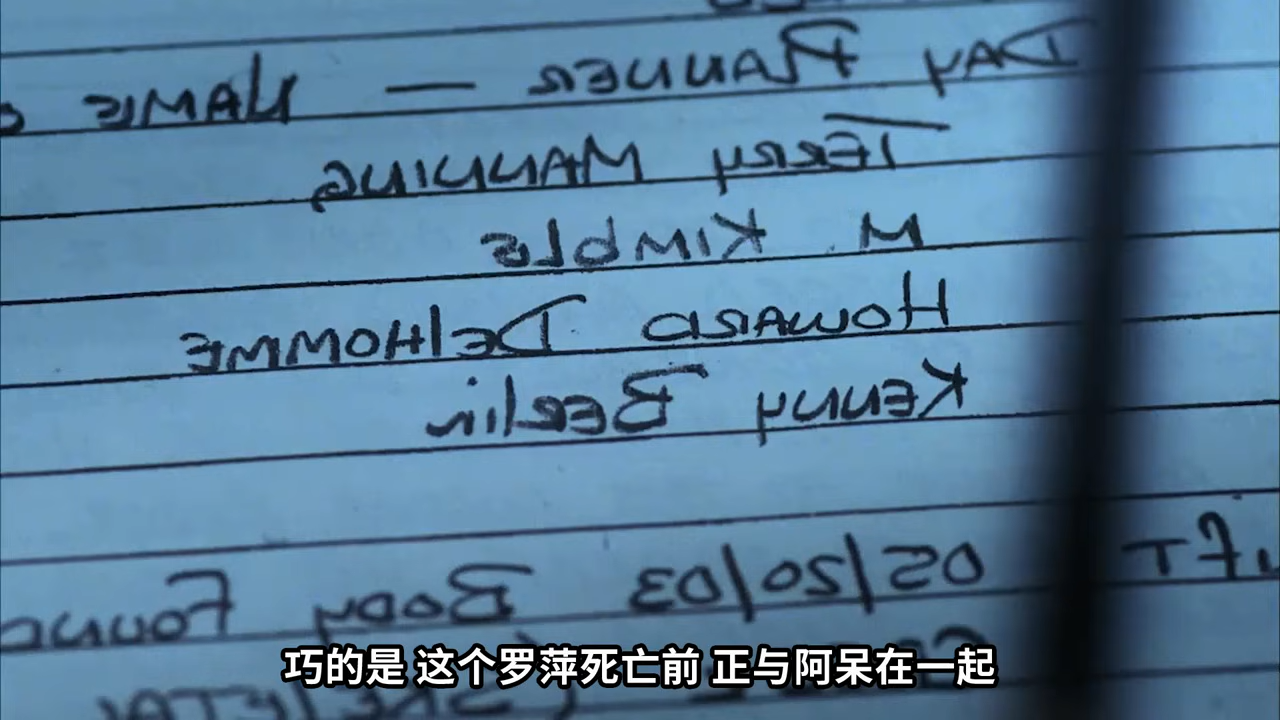 Day Planner — Name
Terry Manning
M Kimble
Howard Delhomme
Kenny Berlin
05/20/03 Body Found
巧的是 这个罗萍死亡前 正与阿呆在一起